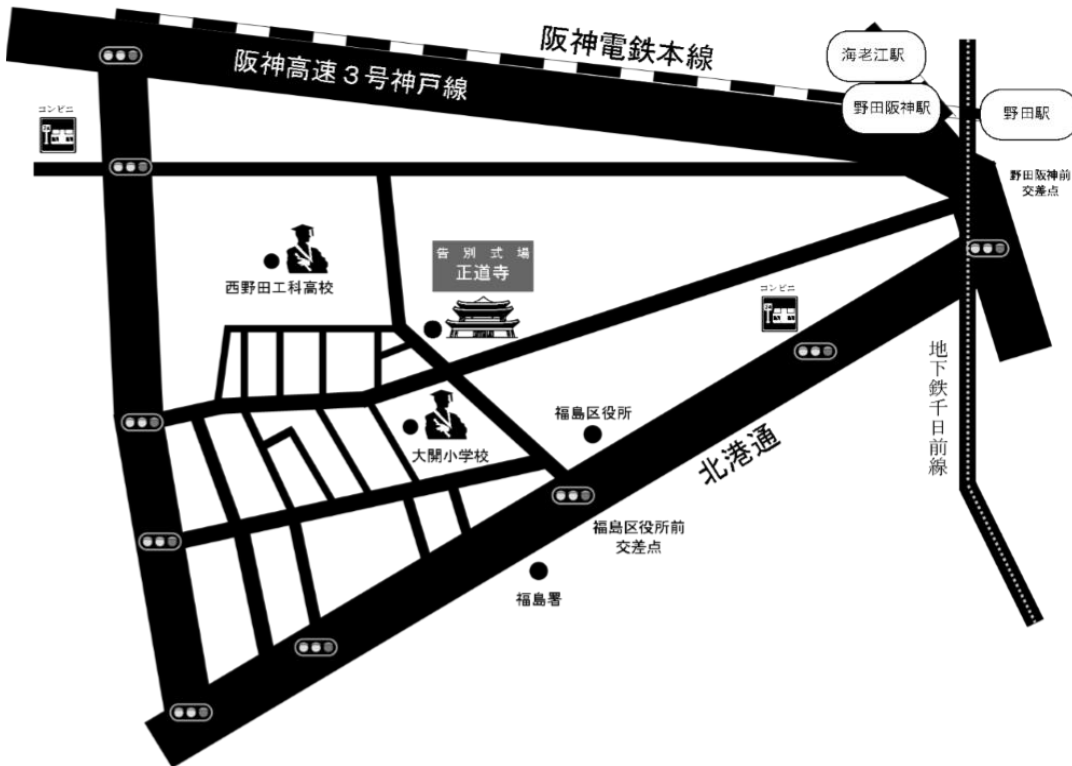 阪神電鉄本線
阪神高速３号神戸線
海老江駅
野田阪神駅
野田駅
コンビニ
野田阪神前
交差点
告別式場
正道寺
西野田工科高校
コンビニ
地下鉄千日前線
福島区役所
大開小学校
北港通
福島区役所前
交差点
福島署